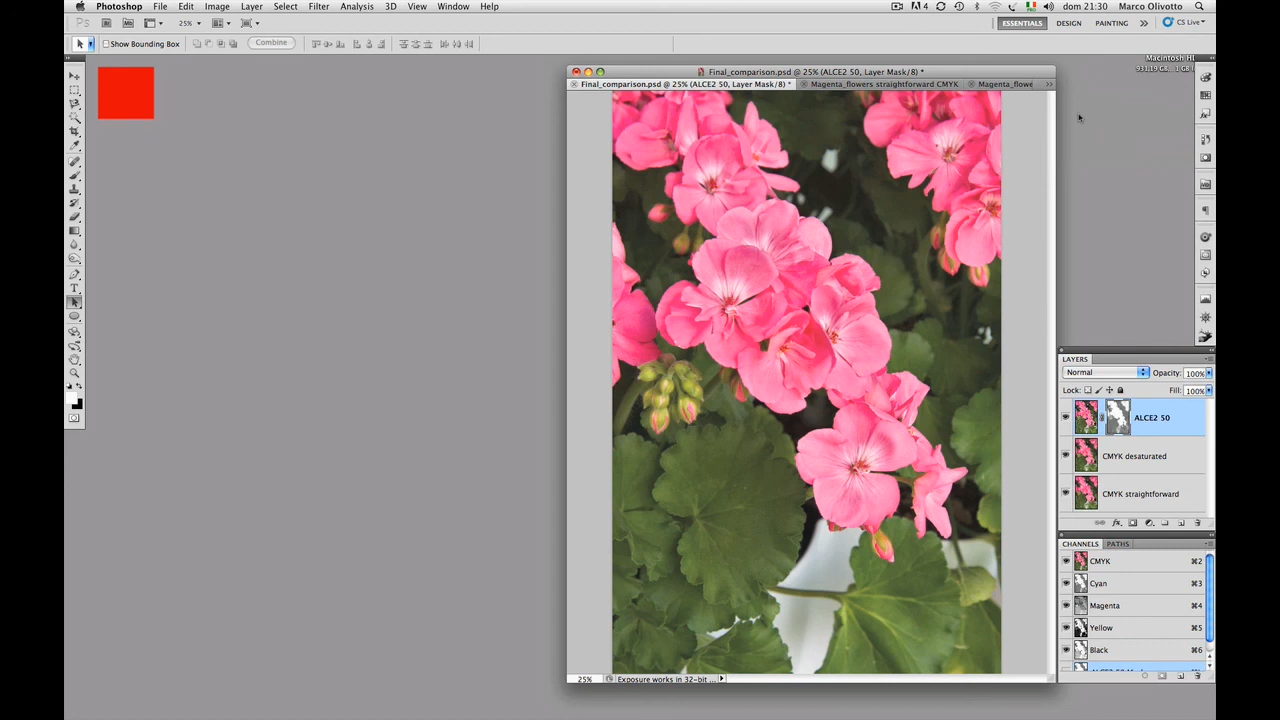 Photoshop File Edit Image Layer Select Filter Analysis 3D View Window Help
4 dom 21:30 Marco Olivotto
Ps Br Mb 25% ESSENTIALS DESIGN PAINTING >> CS Live
Show Bounding Box Combine
Macintosh HD
Final_comparison.psd @ 25% (ALCE2 50, Layer Mask/8) *
Final_comparison.psd @ 25% (ALCE2 50, Layer Mask/8) * Magenta_flowers straightforward CMYK Magenta_flowe >>
LAYERS
Normal Opacity: 100%
Lock: Fill: 100%
ALCE2 50
CMYK desaturated
CMYK straightforward
CHANNELS PATHS
CMYK ⌘2
Cyan ⌘3
Magenta ⌘4
Yellow ⌘5
Black ⌘6
25% Exposure works in 32-bit ...